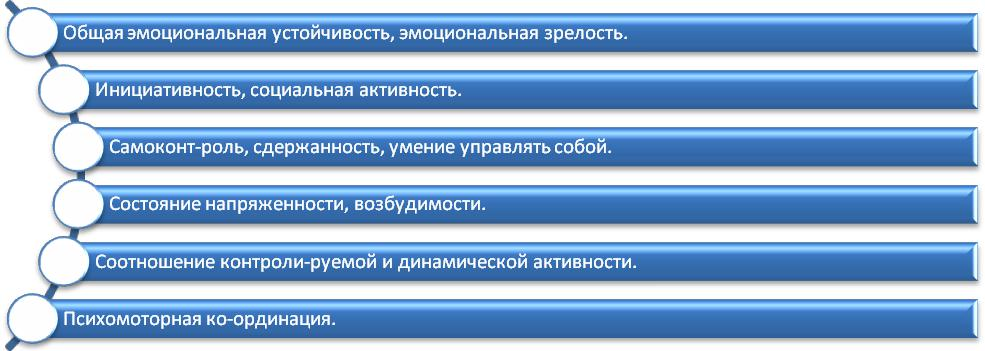 Общая эмоциональная устойчивость, эмоциональная зрелость.
Инициативность, социальная активность.
Самоконт-роль, сдержанность, умение управлять собой.
Состояние напряженности, возбудимости.
Соотношение контроли-руемой и динамической активности.
Психомоторная ко-ординация.